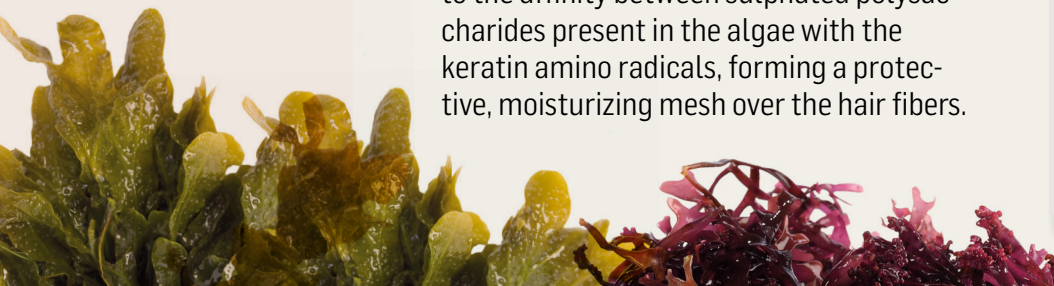 to the affinity between sulphated polysac-
charides present in the algae with the
keratin amino radicals, forming a protec-
tive, moisturizing mesh over the hair fibers.